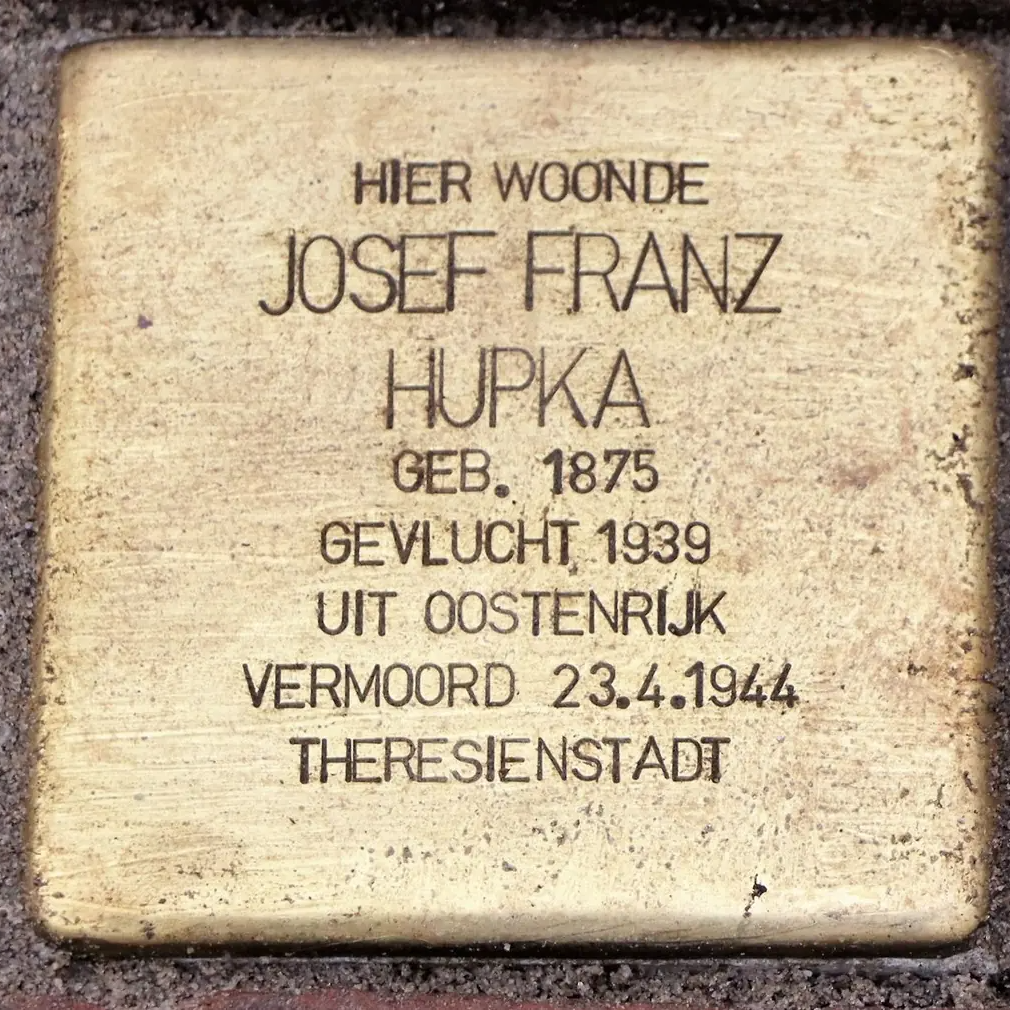 HIER WOONDE
JOSEF FRANZ
HUPKA
GEB. 1875
GEVLUCHT 1939
UIT OOSTENRIJK
VERMOORD 23.4.1944
THERESIENSTADT